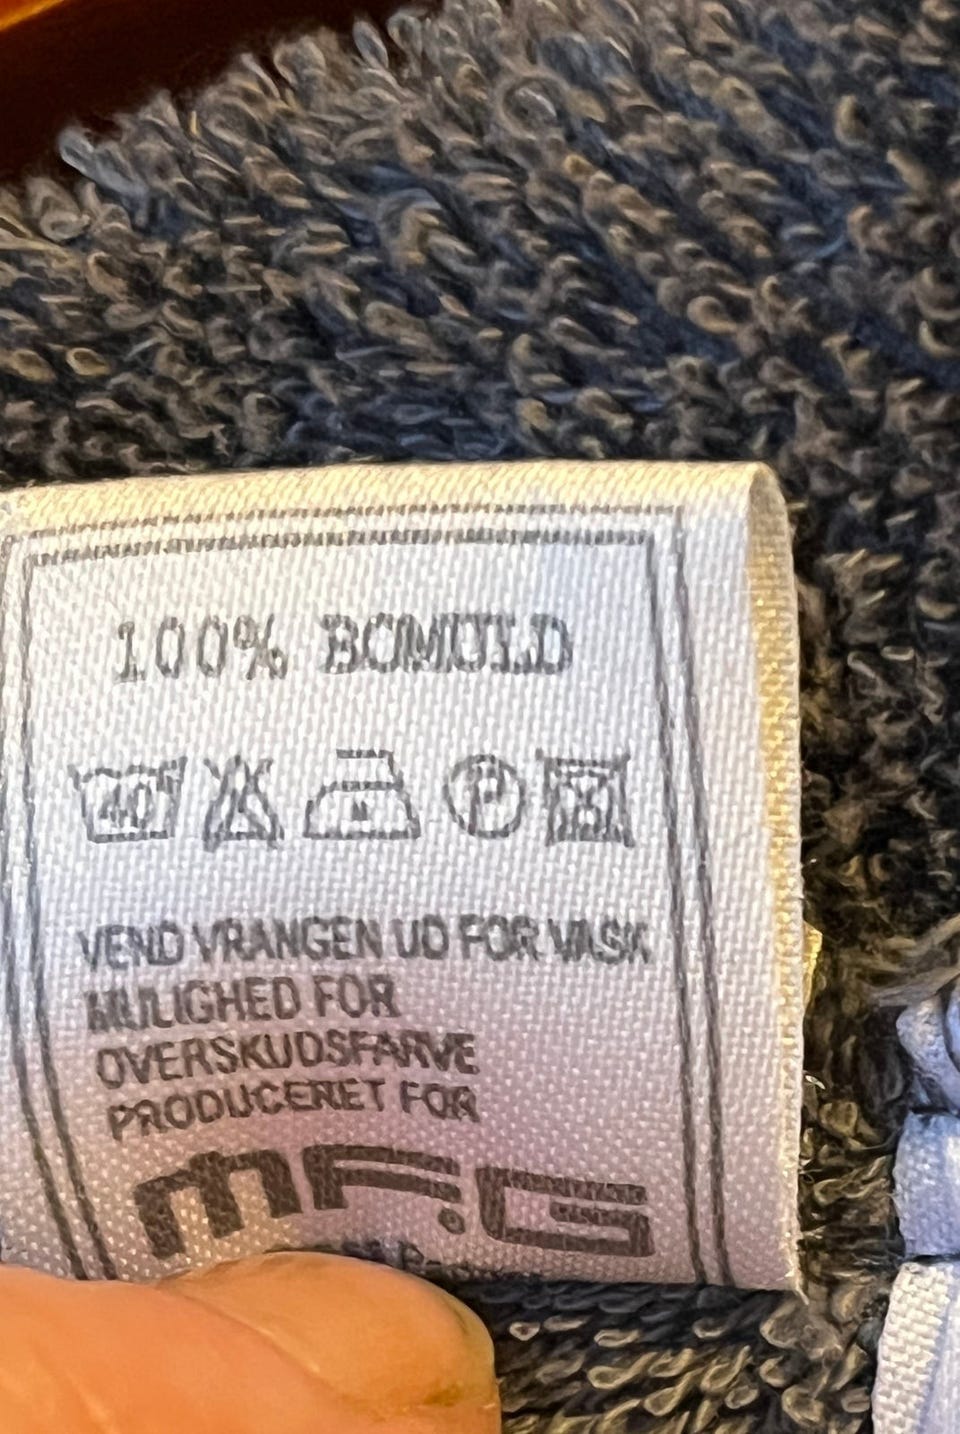 100% BOMULD
40 P
VEND VRANGEN UD FOR VASK
MULIGHED FOR
OVERSKUDSFARVE
PRODUCERET FOR
MF.G